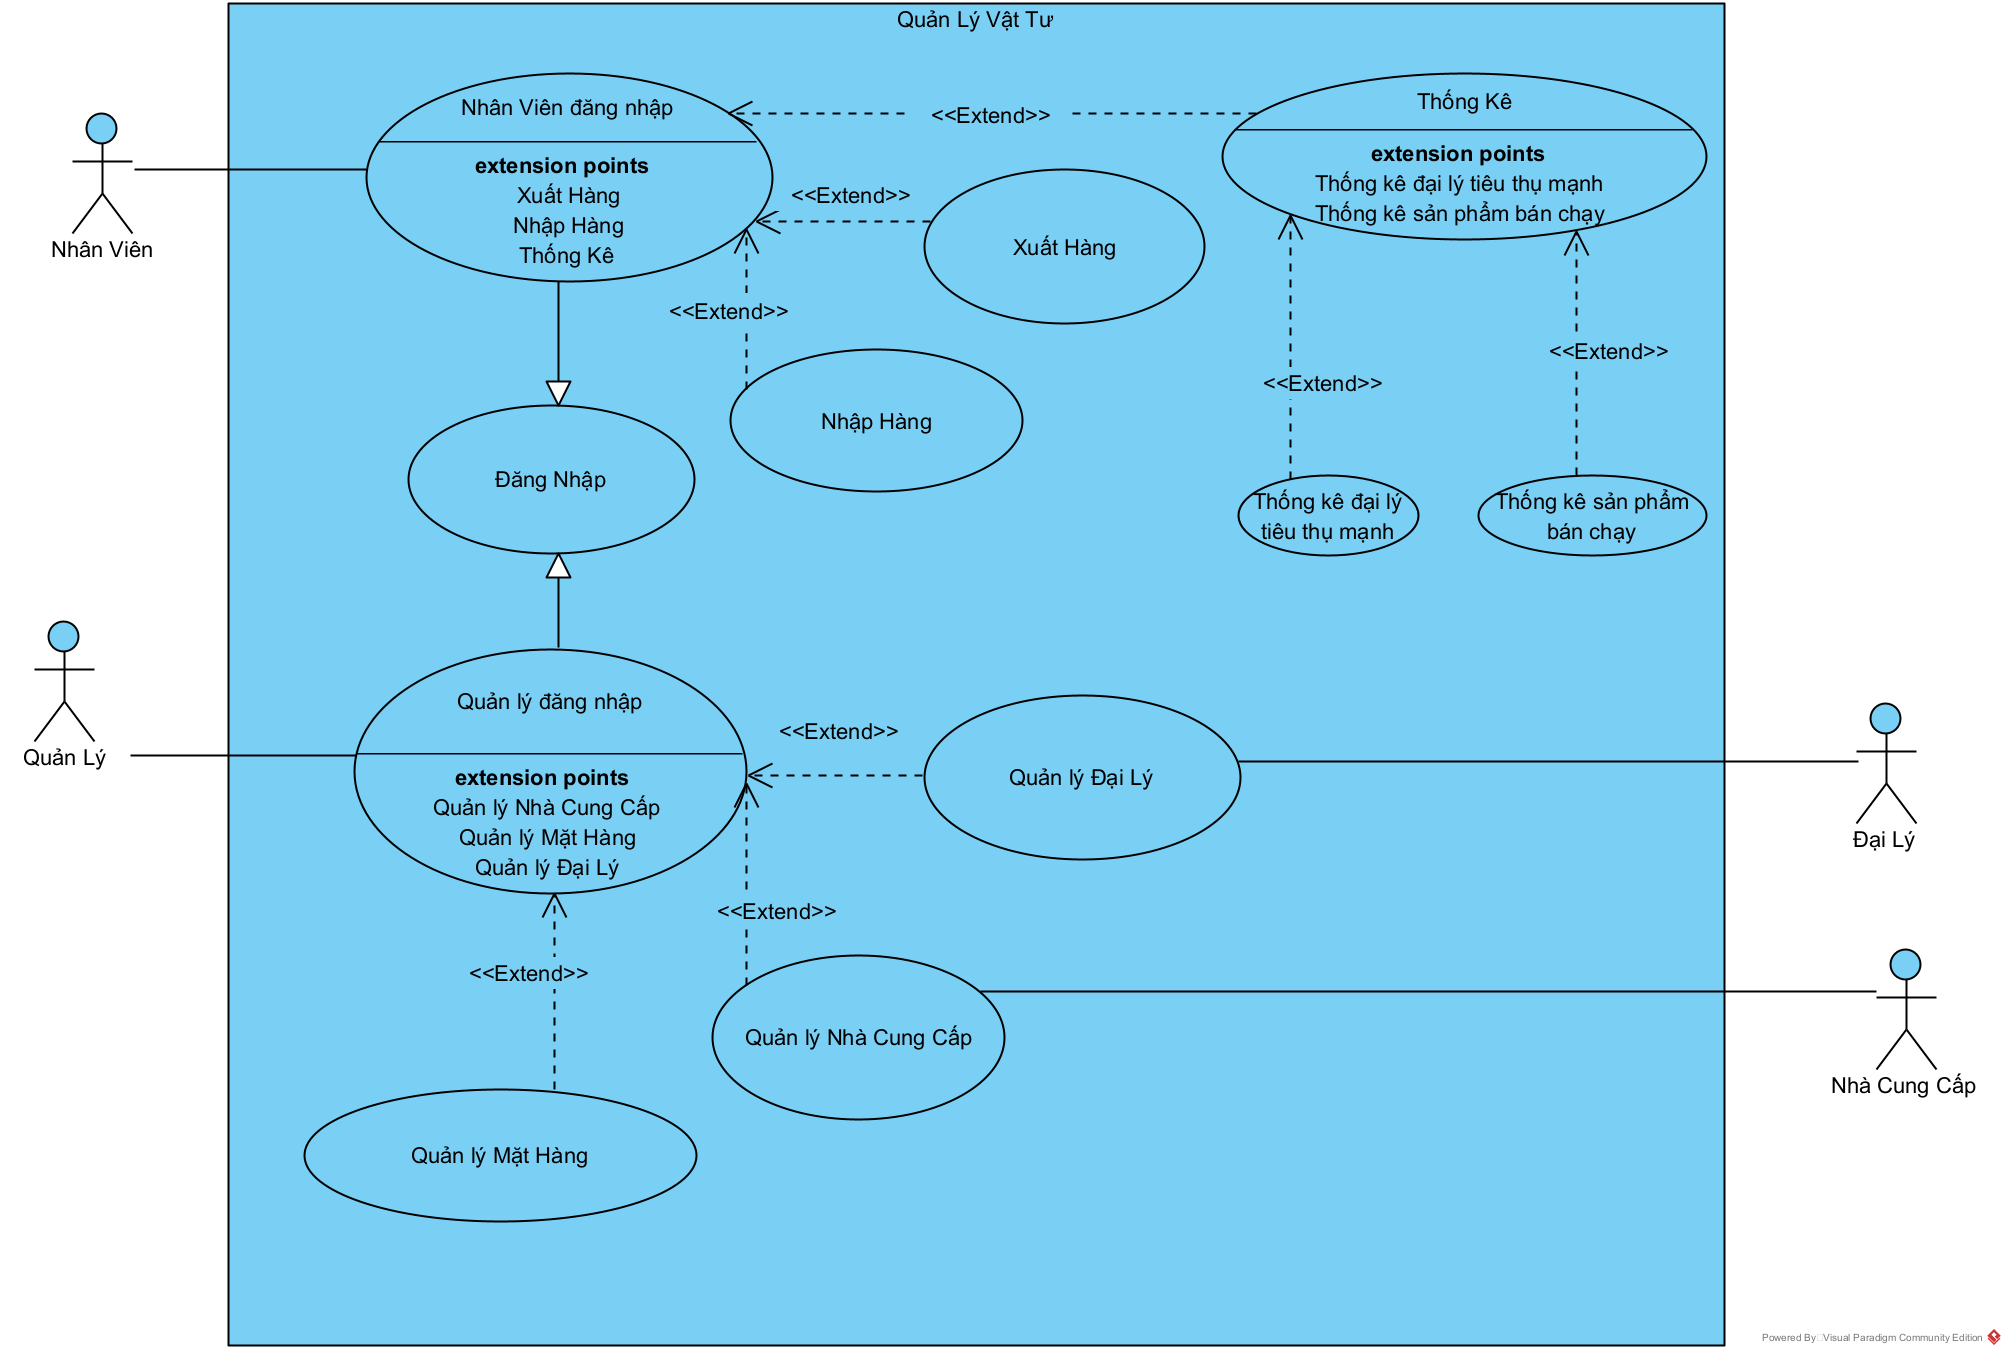 Quản Lý Vật Tư
Nhân Viên đăng nhập
extension points
Xuất Hàng
Nhập Hàng
Thống Kê
<<Extend>>
Thống Kê
extension points
Thống kê đại lý tiêu thụ mạnh
Thống kê sản phẩm bán chạy
Nhân Viên
<<Extend>>
Xuất Hàng
<<Extend>>
Nhập Hàng
<<Extend>>
<<Extend>>
Đăng Nhập
Thống kê đại lý
tiêu thụ mạnh
Thống kê sản phẩm
bán chạy
Quản Lý
Quản lý đăng nhập
extension points
Quản lý Nhà Cung Cấp
Quản lý Mặt Hàng
Quản lý Đại Lý
<<Extend>>
Quản lý Đại Lý
Đại Lý
<<Extend>>
<<Extend>>
Quản lý Nhà Cung Cấp
Nhà Cung Cấp
Quản lý Mặt Hàng
Powered By Visual Paradigm Community Edition